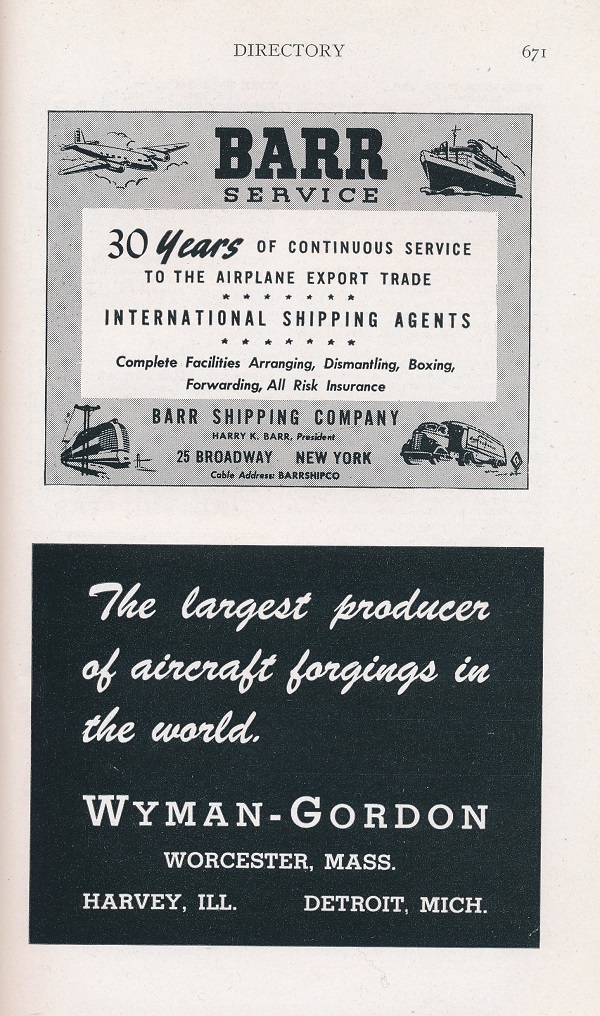 DIRECTORY 671
BARR
SERVICE
30 Years OF CONTINUOUS SERVICE
TO THE AIRPLANE EXPORT TRADE
* * * * * * *
INTERNATIONAL SHIPPING AGENTS
* * * * * * *
Complete Facilities Arranging, Dismantling, Boxing,
Forwarding, All Risk Insurance
BARR SHIPPING COMPANY
HARRY K. BARR, President
25 BROADWAY NEW YORK
Cable Address: BARRSHIPCO
The largest producer
of aircraft forgings in
the world.
WYMAN-GORDON
WORCESTER, MASS.
HARVEY, ILL. DETROIT, MICH.